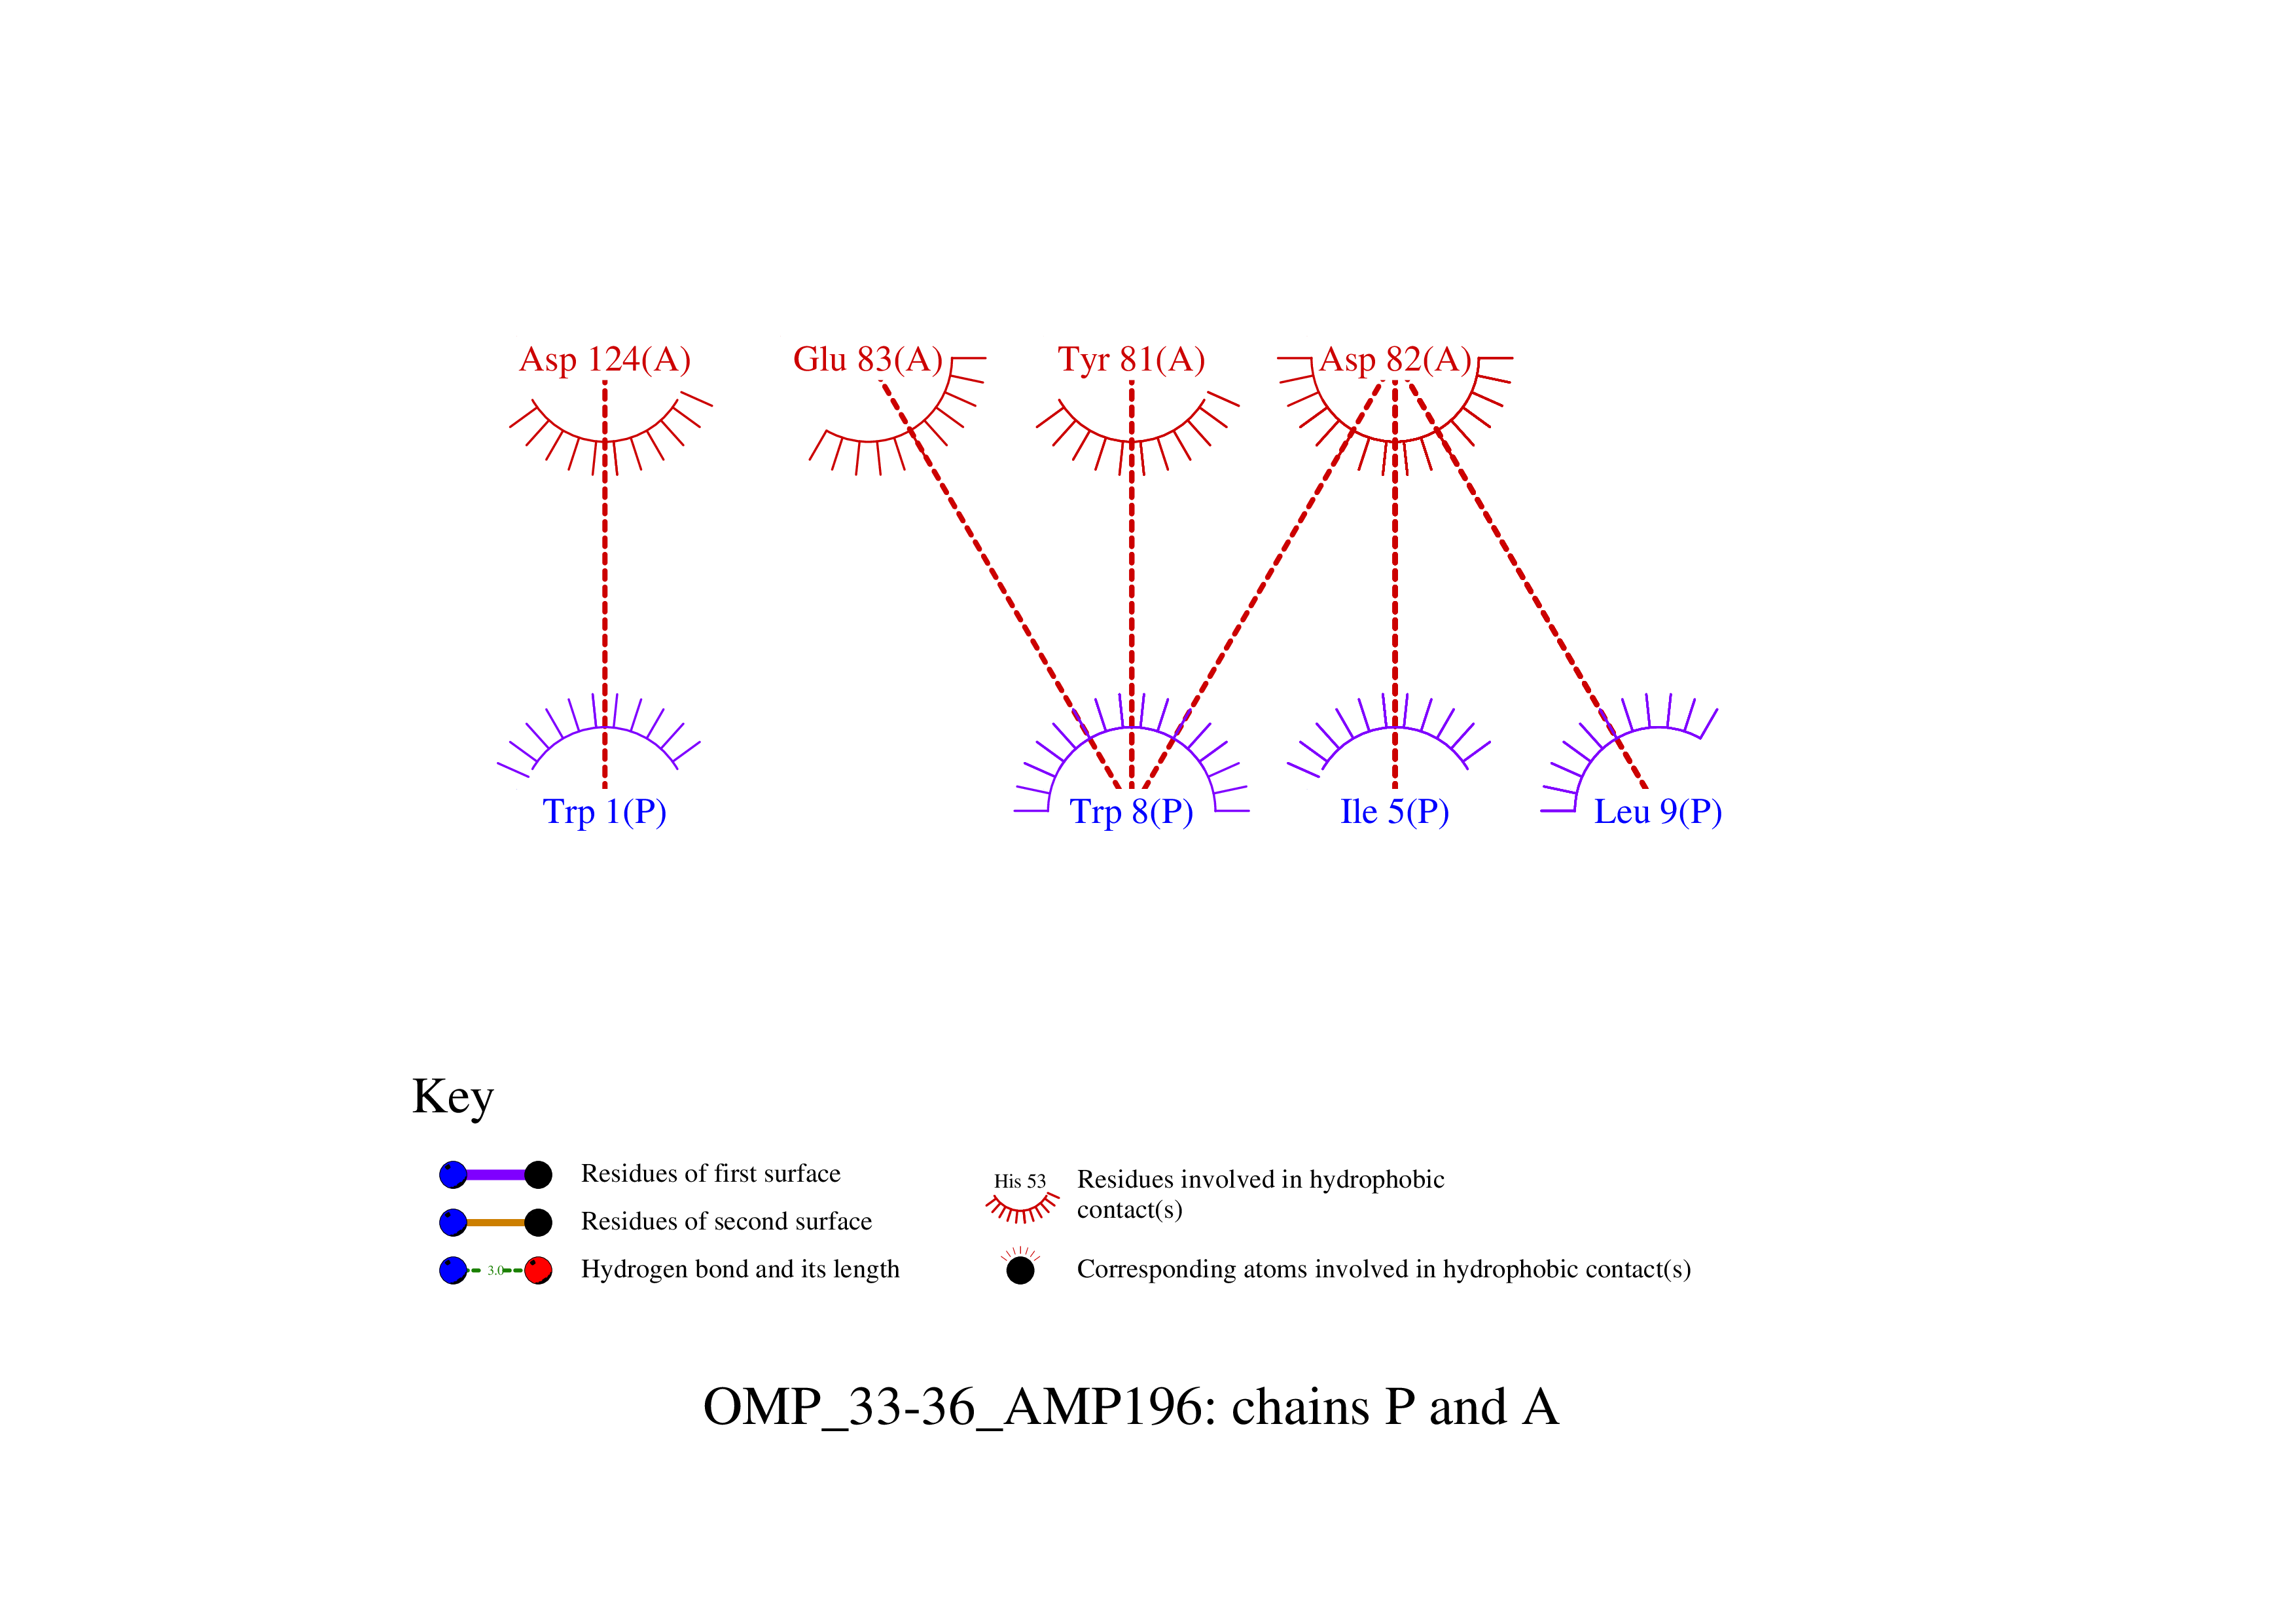 Asp 124(A) Glu 83(A) Tyr 81(A) Asp 82(A)
Trp 1(P) Trp 8(P) Ile 5(P) Leu 9(P)
Key
Residues of first surface
Residues of second surface
3.0 Hydrogen bond and its length
His 53 Residues involved in hydrophobic
contact(s)
Corresponding atoms involved in hydrophobic contact(s)
OMP_33-36_AMP196: chains P and A